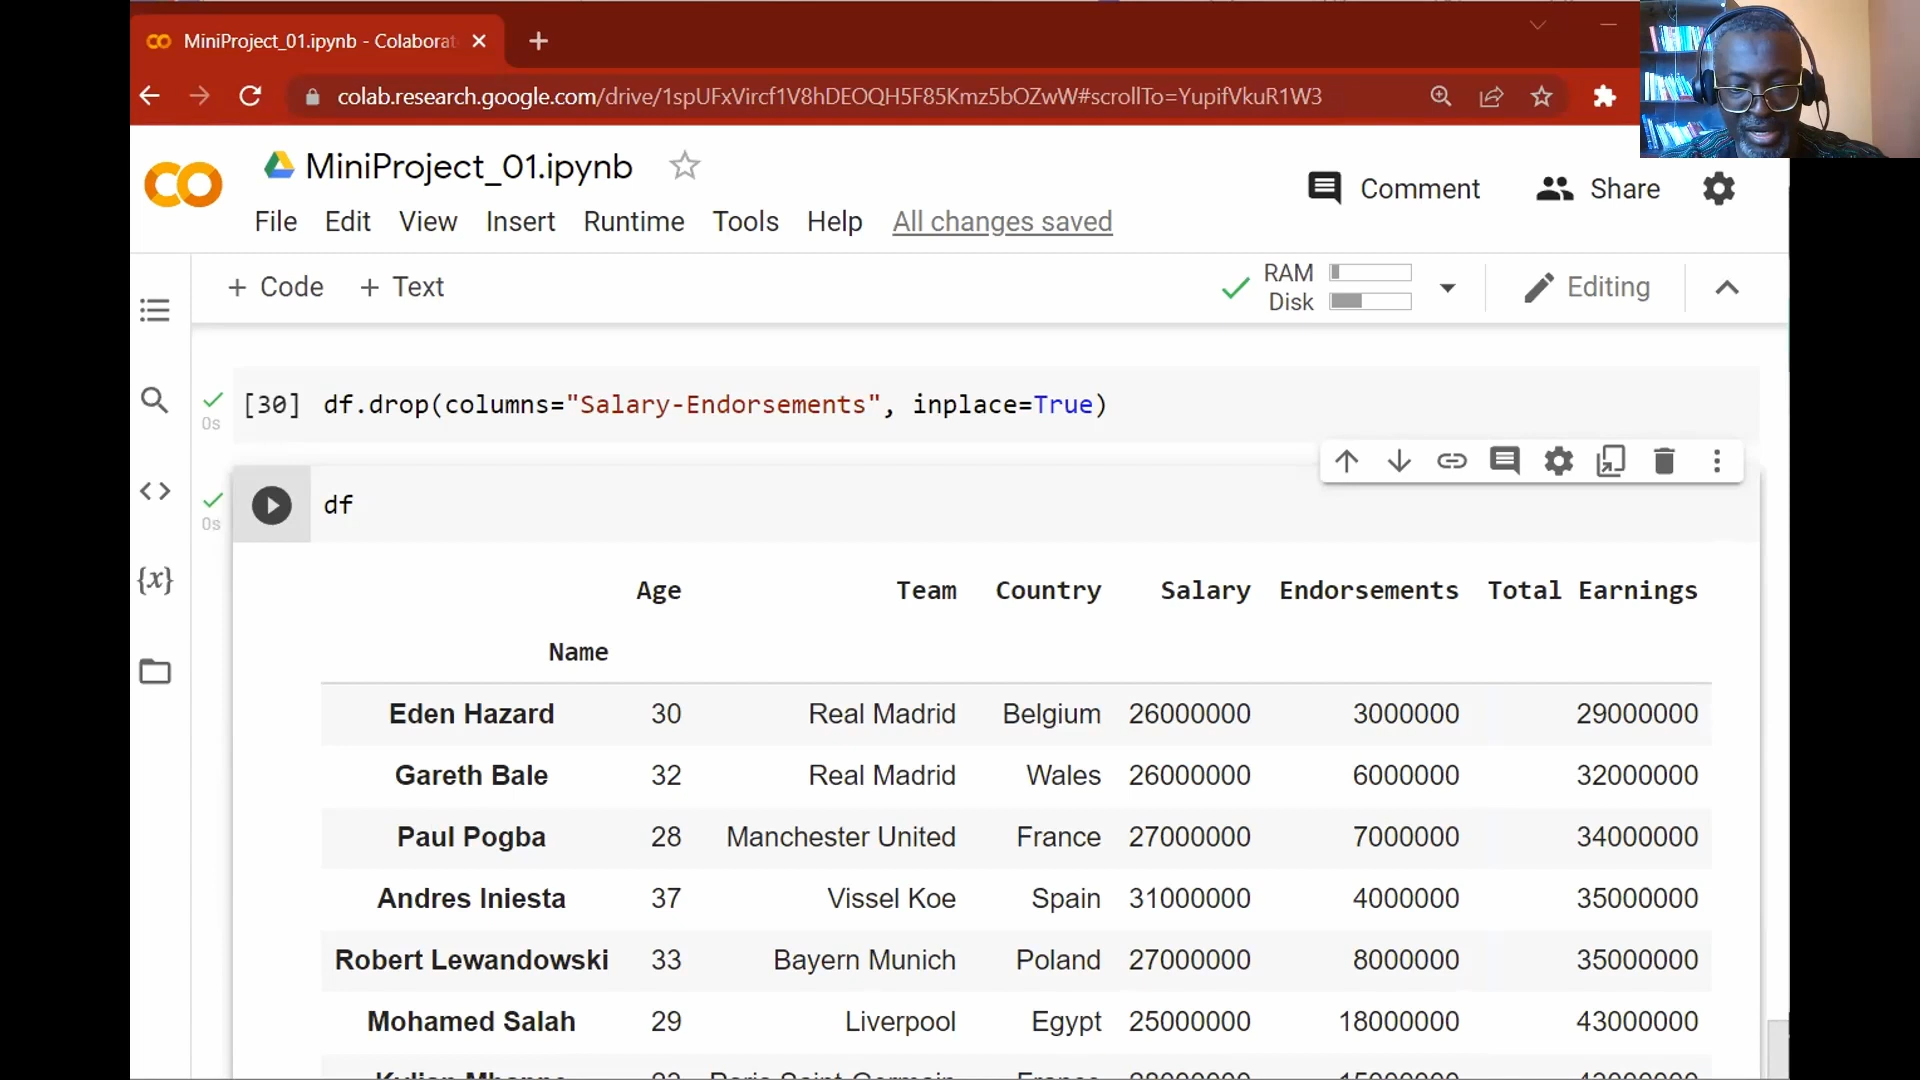 MiniProject_01.ipynb - Colaborat
colab.research.google.com/drive/1spUFxVircf1V8hDEOQH5F85Kmz5bOZwW#scrollTo=YupifVkuR1W3
MiniProject_01.ipynb
Comment Share
File Edit View Insert Runtime Tools Help All changes saved
+ Code + Text
RAM
Disk
Editing
[30] df.drop(columns="Salary-Endorsements", inplace=True)
0s
df
0s
Age Team Country Salary Endorsements Total Earnings
Name
Eden Hazard 30 Real Madrid Belgium 26000000 3000000 29000000
Gareth Bale 32 Real Madrid Wales 26000000 6000000 32000000
Paul Pogba 28 Manchester United France 27000000 7000000 34000000
Andres Iniesta 37 Vissel Koe Spain 31000000 4000000 35000000
Robert Lewandowski 33 Bayern Munich Poland 27000000 8000000 35000000
Mohamed Salah 29 Liverpool Egypt 25000000 18000000 43000000